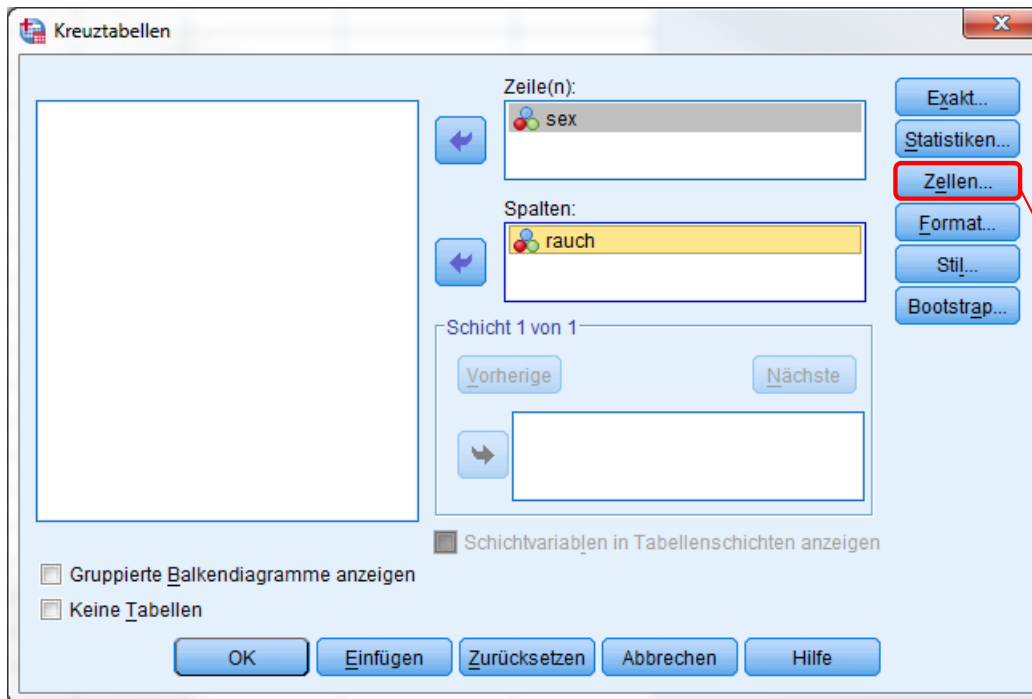 Kreuztabellen
Zeile(n):
sex
Spalten:
rauch
Schicht 1 von 1
Vorherige
Nächste
Schichtvariablen in Tabellenschichten anzeigen
Exakt...
Statistiken...
Zellen...
Format...
Stil...
Bootstrap...
Gruppierte Balkendiagramme anzeigen
Keine Tabellen
OK
Einfügen
Zurücksetzen
Abbrechen
Hilfe